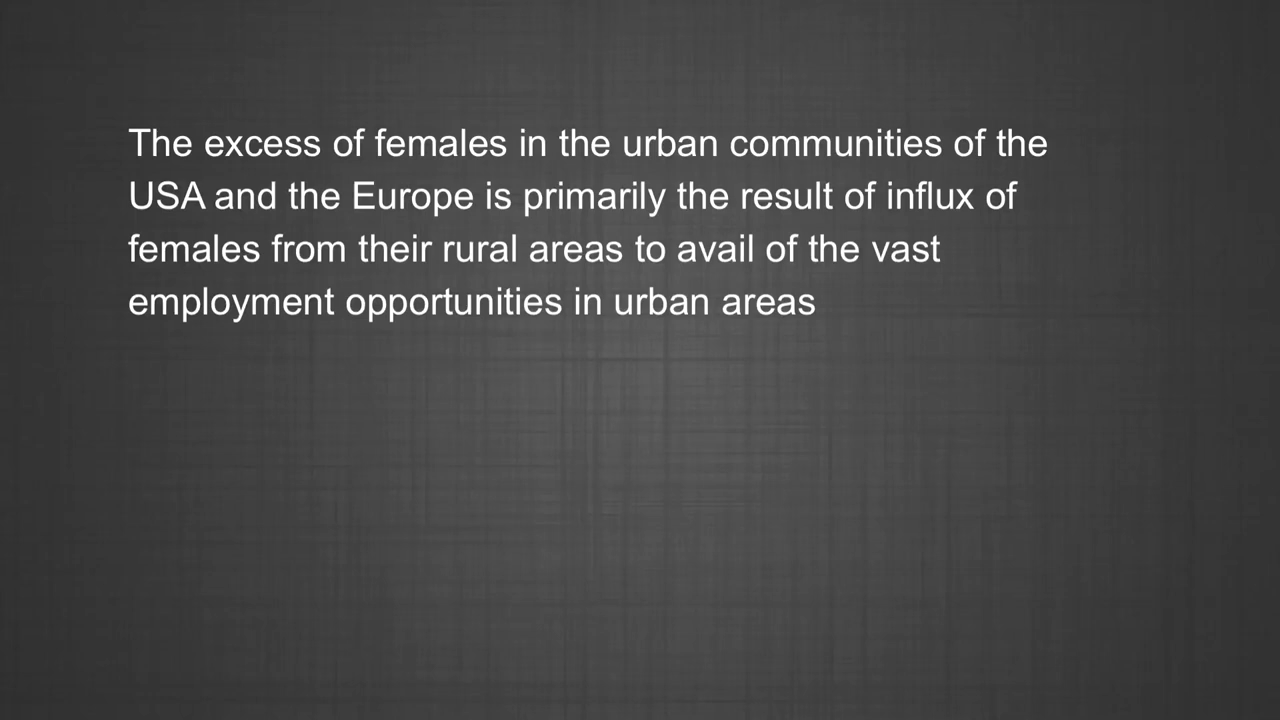 The excess of females in the urban communities of the
USA and the Europe is primarily the result of influx of
females from their rural areas to avail of the vast
employment opportunities in urban areas